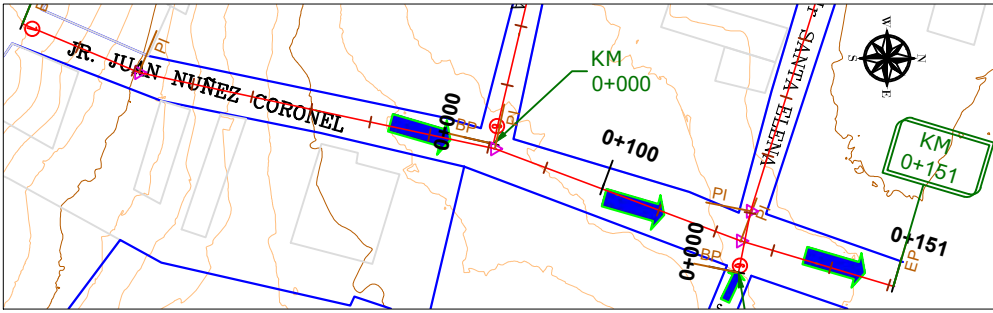 PI
JR. JUAN NUÑEZ CORONEL
0+000
BP
PI
KM
0+000
0+100
SANTA ELENA
W
S
N
E
KM
0+151
PI
0+000
BP
0+151
EP